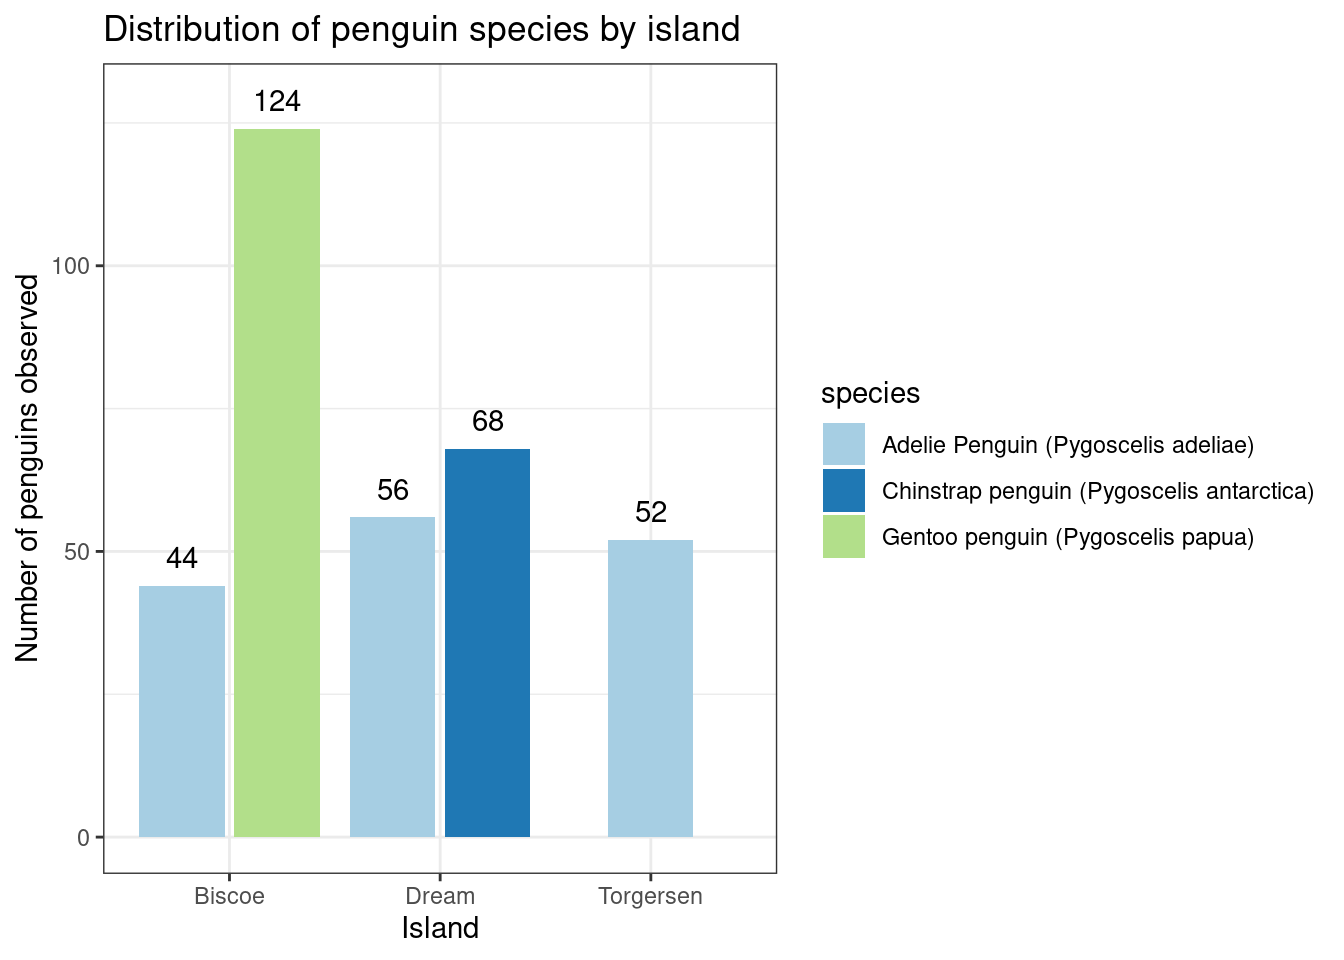 Distribution of penguin species by island
Number of penguins observed
100
50
0
124
44
56
68
52
Biscoe
Dream
Torgersen
Island
species
Adelie Penguin (Pygoscelis adeliae)
Chinstrap penguin (Pygoscelis antarctica)
Gentoo penguin (Pygoscelis papua)